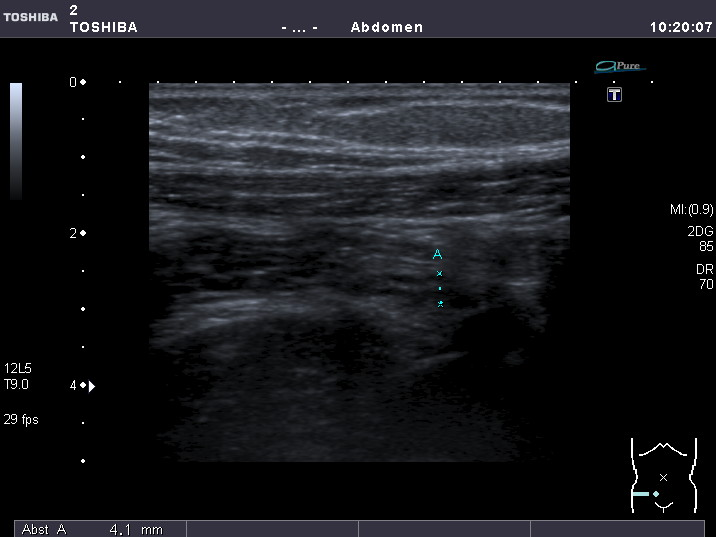 TOSHIBA
2
TOSHIBA - ... - Abdomen 10:20:07
Pure
T
0
2
4
A
MI:(0.9)
2DG
85
DR
70
12L5
T9.0
29 fps
Abst A 4.1 mm